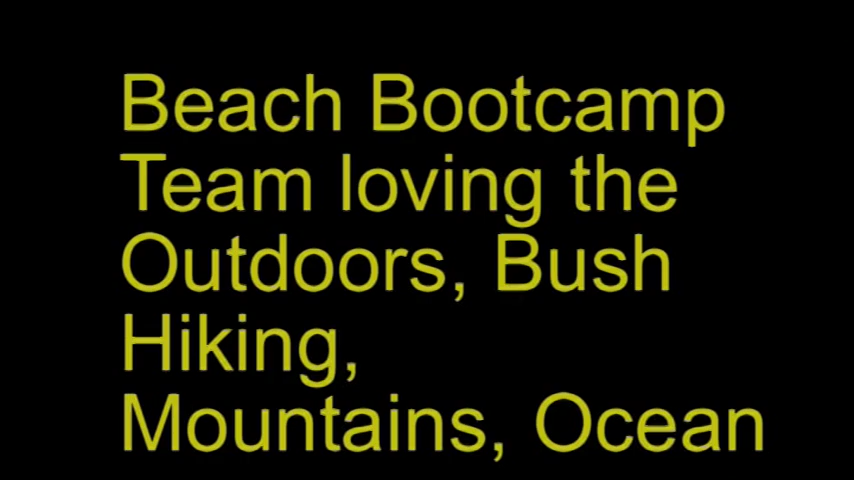 Beach Bootcamp
Team loving the
Outdoors, Bush
Hiking,
Mountains, Ocean